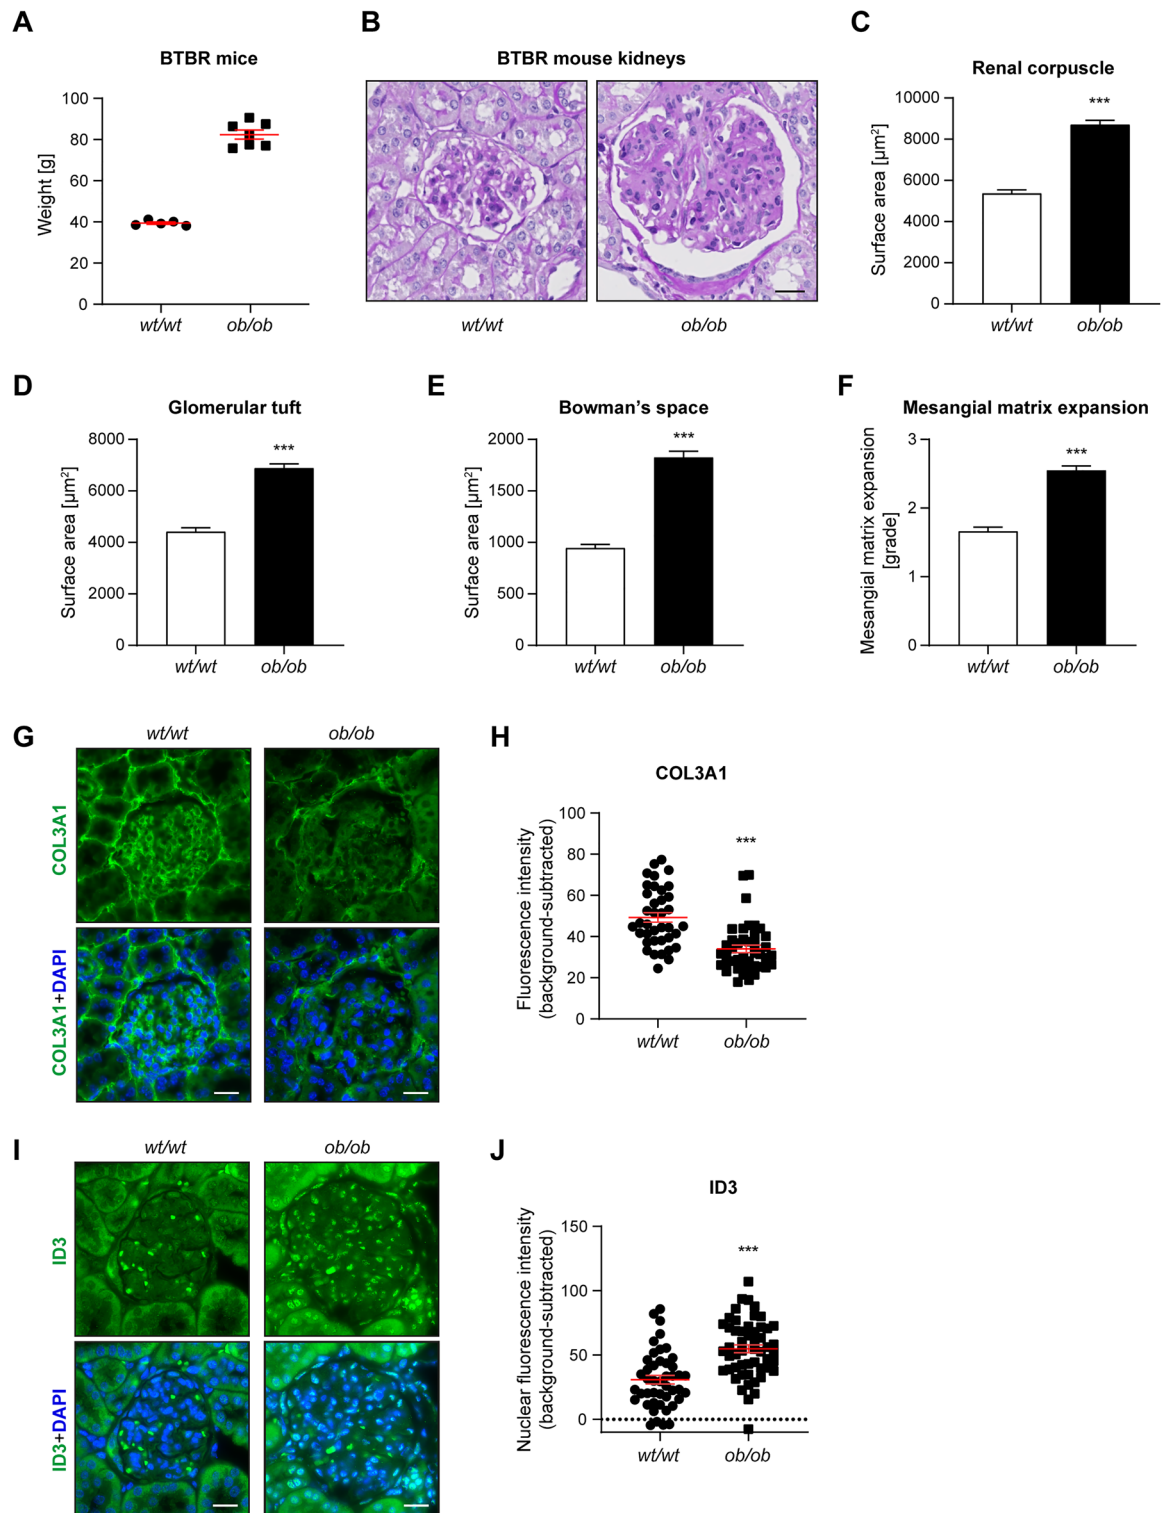 A
BTBR mice
Weight [g]
100
80
60
40
20
0
wt/wt ob/ob
B
BTBR mouse kidneys
wt/wt ob/ob
C
Renal corpuscle
Surface area [µm²]
10000
8000
6000
4000
2000
0
***
wt/wt ob/ob
D
Glomerular tuft
Surface area [µm²]
8000
6000
4000
2000
0
***
wt/wt ob/ob
E
Bowman’s space
Surface area [µm²]
2000
1500
1000
500
0
***
wt/wt ob/ob
F
Mesangial matrix expansion
Mesangial matrix expansion
[grade]
3
2
1
0
***
wt/wt ob/ob
G
wt/wt ob/ob
COL3A1
COL3A1+DAPI
H
COL3A1
Fluorescence intensity
(background-subtracted)
100
80
60
40
20
0
***
wt/wt ob/ob
I
wt/wt ob/ob
ID3
ID3+DAPI
J
ID3
Nuclear fluorescence intensity
(background-subtracted)
150
100
50
0
***
wt/wt ob/ob